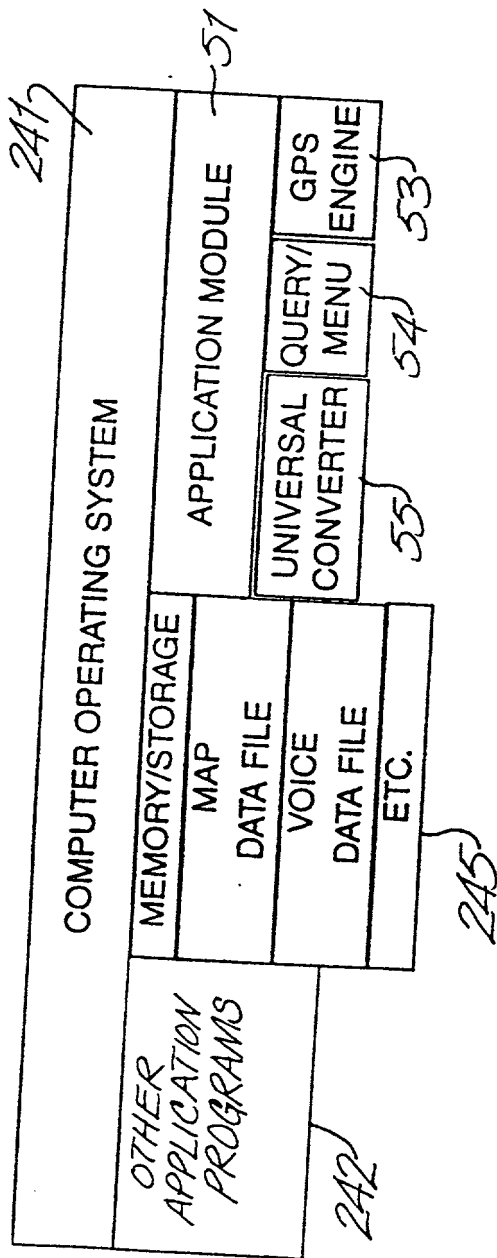 241
COMPUTER OPERATING SYSTEM
OTHER
APPLICATION
PROGRAMS
242
MEMORY/STORAGE
MAP
DATA FILE
VOICE
DATA FILE
ETC.
245
APPLICATION MODULE
51
UNIVERSAL
CONVERTER
55
QUERY/
MENU
54
GPS
ENGINE
53